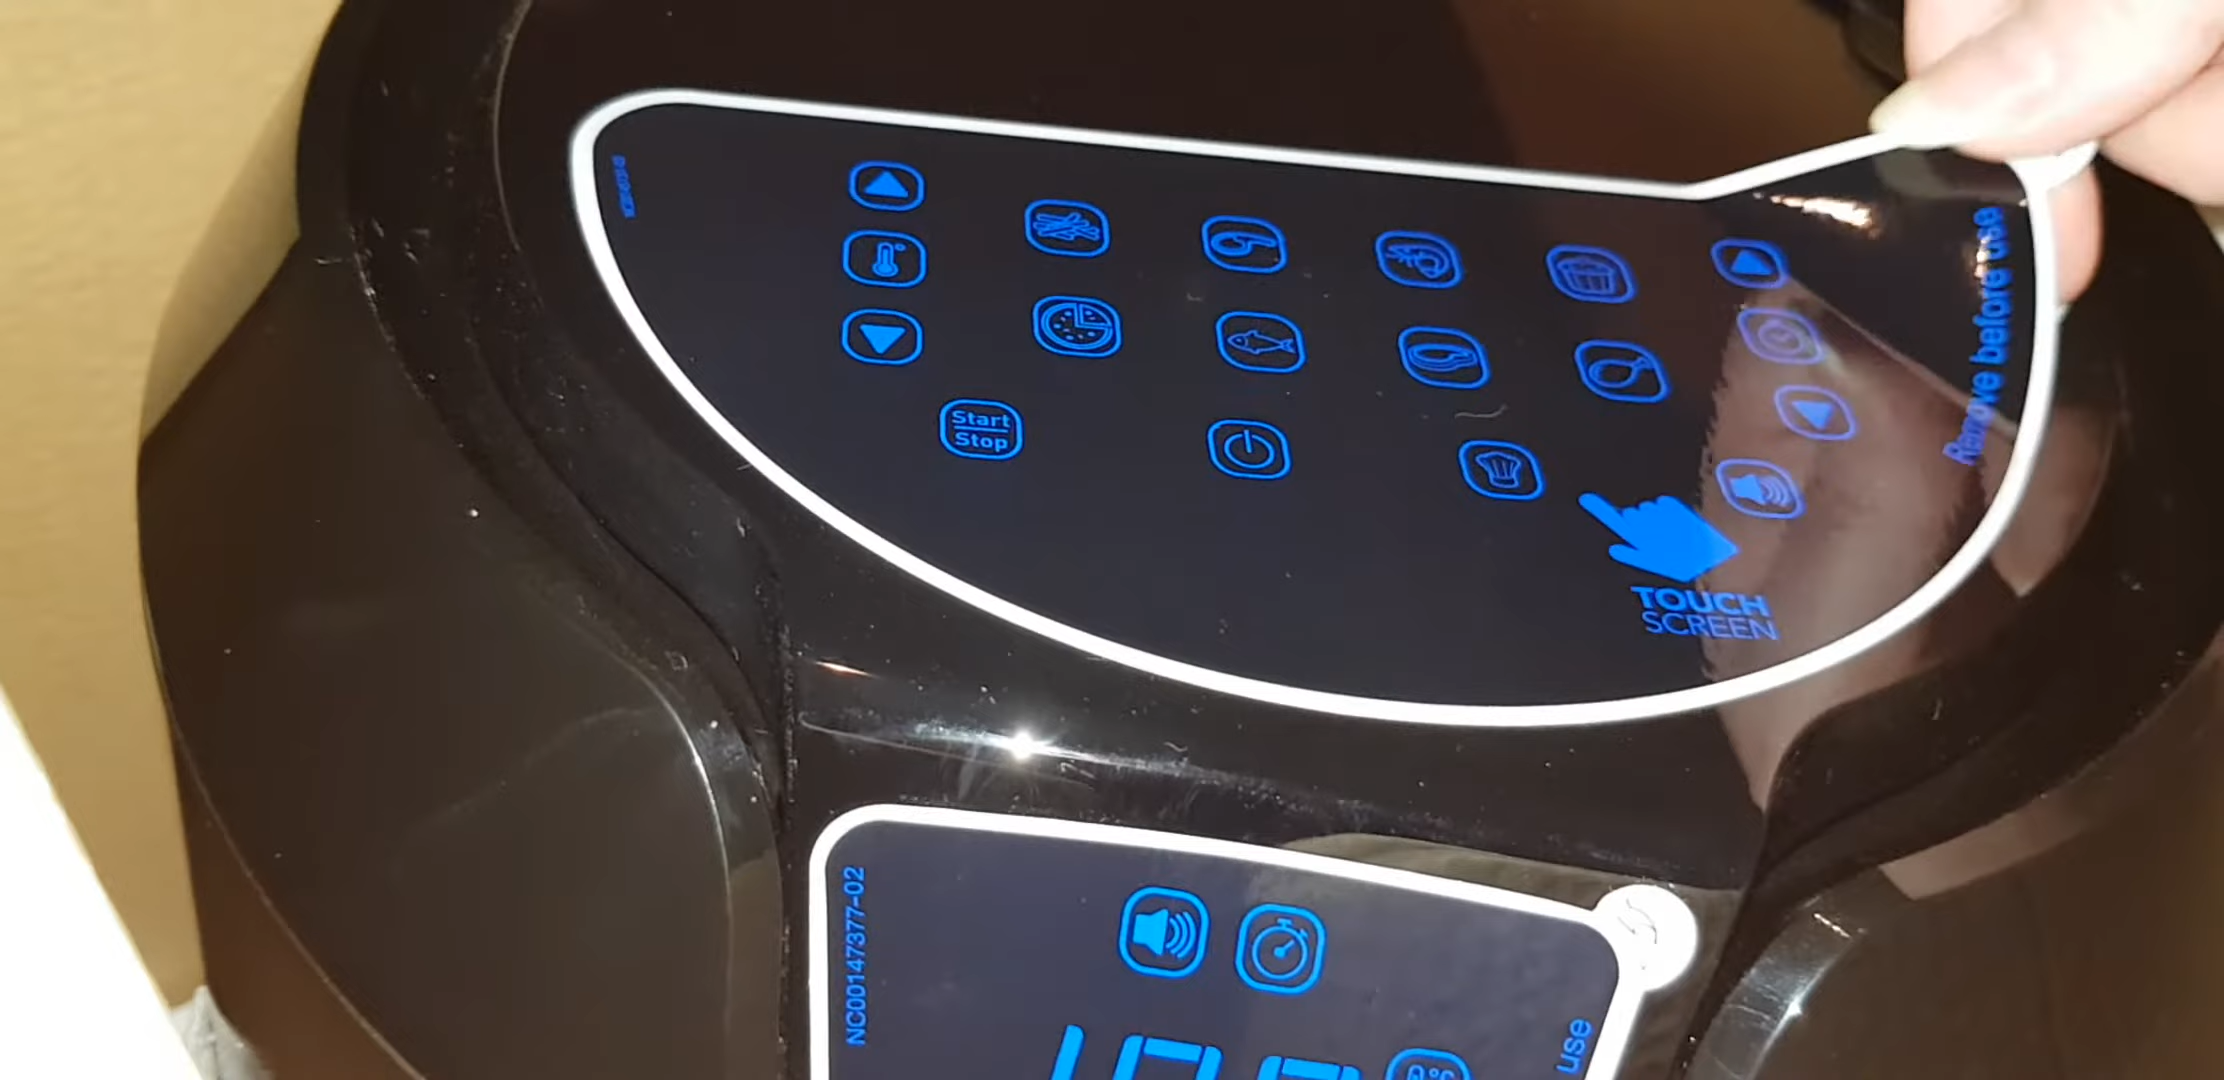 Remove before use
Start
Stop
TOUCH
SCREEN
NC00147377-02
use